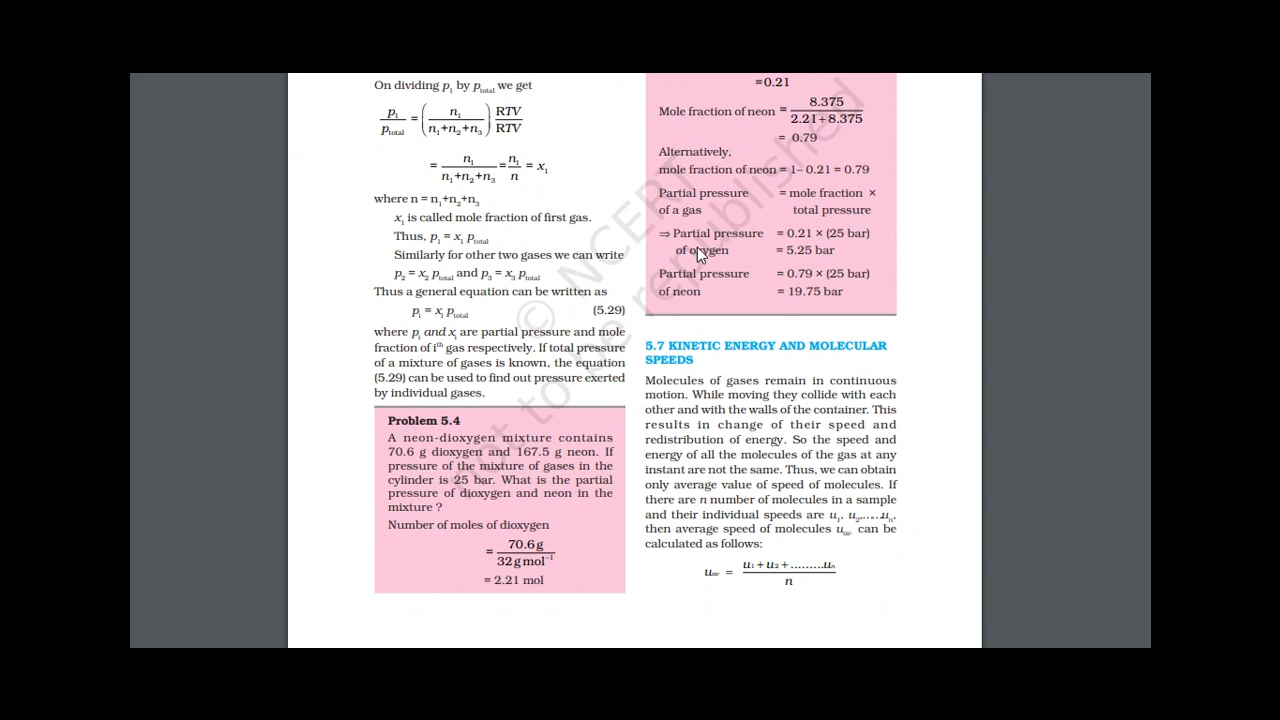 On dividing p₁ by p_total we get
p₁/p_total = (n₁/(n₁+n₂+n₃)) RTV/RTV
= n₁/(n₁+n₂+n₃) = n₁/n = x₁
where n = n₁+n₂+n₃
x₁ is called mole fraction of first gas.
Thus, p₁ = x₁ p_total
Similarly for other two gases we can write
p₂ = x₂ p_total and p₃ = x₃ p_total
Thus a general equation can be written as
pᵢ = xᵢ p_total (5.29)
where pᵢ and xᵢ are partial pressure and mole
fraction of iᵗʰ gas respectively. If total pressure
of a mixture of gases is known, the equation
(5.29) can be used to find out pressure exerted
by individual gases.
Problem 5.4
A neon-dioxygen mixture contains
70.6 g dioxygen and 167.5 g neon. If
pressure of the mixture of gases in the
cylinder is 25 bar. What is the partial
pressure of dioxygen and neon in the
mixture ?
Number of moles of dioxygen
= 70.6 g/32 g mol⁻¹
= 2.21 mol
=0.21
Mole fraction of neon = 8.375/(2.21+8.375)
= 0.79
Alternatively,
mole fraction of neon = 1– 0.21 = 0.79
Partial pressure = mole fraction ×
of a gas total pressure
⇒ Partial pressure = 0.21 × (25 bar)
of oxygen = 5.25 bar
Partial pressure = 0.79 × (25 bar)
of neon = 19.75 bar
5.7 KINETIC ENERGY AND MOLECULAR
SPEEDS
Molecules of gases remain in continuous
motion. While moving they collide with each
other and with the walls of the container. This
results in change of their speed and
redistribution of energy. So the speed and
energy of all the molecules of the gas at any
instant are not the same. Thus, we can obtain
only average value of speed of molecules. If
there are n number of molecules in a sample
and their individual speeds are u₁, u₂,.......uₙ,
then average speed of molecules u_av can be
calculated as follows:
u_av = (u₁ + u₂ + .........uₙ)/n
© NCERT
not to be republished